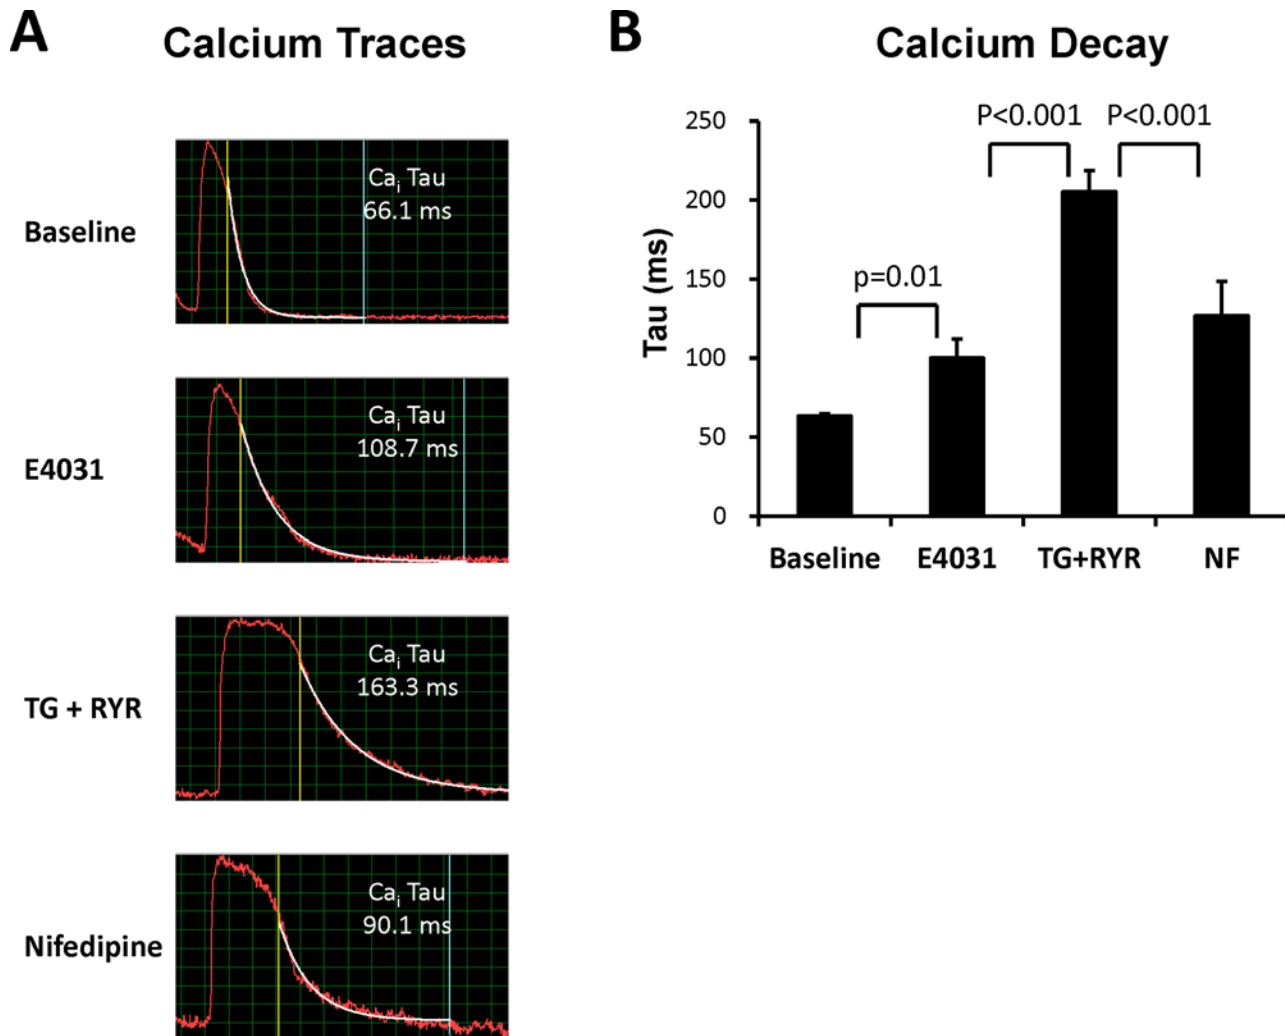 A
Calcium Traces
Baseline
Cai Tau
66.1 ms
E4031
Cai Tau
108.7 ms
TG + RYR
Cai Tau
163.3 ms
Nifedipine
Cai Tau
90.1 ms
B
Calcium Decay
P<0.001
P<0.001
p=0.01
Tau (ms)
250
200
150
100
50
0
Baseline
E4031
TG+RYR
NF